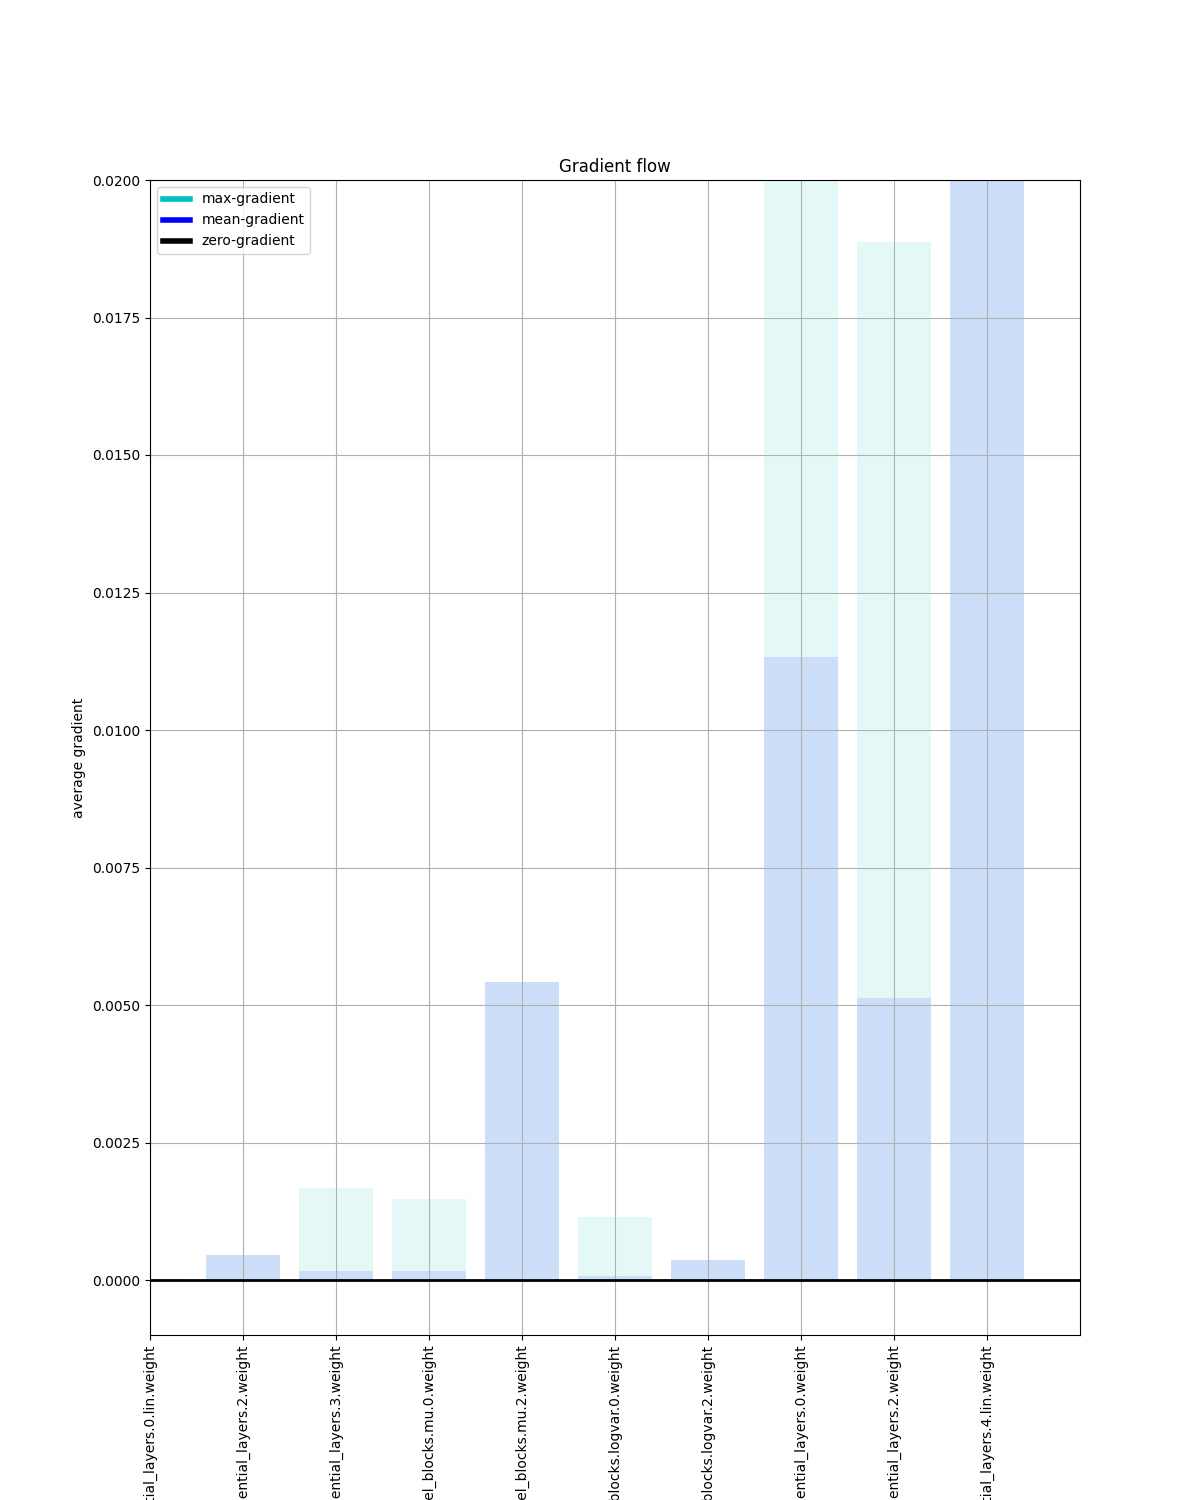 Gradient flow
max-gradient
mean-gradient
zero-gradient
0.0200
0.0175
0.0150
0.0125
0.0100
0.0075
0.0050
0.0025
0.0000
average gradient
tial_layers.0.lin.weight
ential_layers.2.weight
ential_layers.3.weight
el_blocks.mu.0.weight
el_blocks.mu.2.weight
blocks.logvar.0.weight
blocks.logvar.2.weight
ential_layers.0.weight
ential_layers.2.weight
tial_layers.4.lin.weight